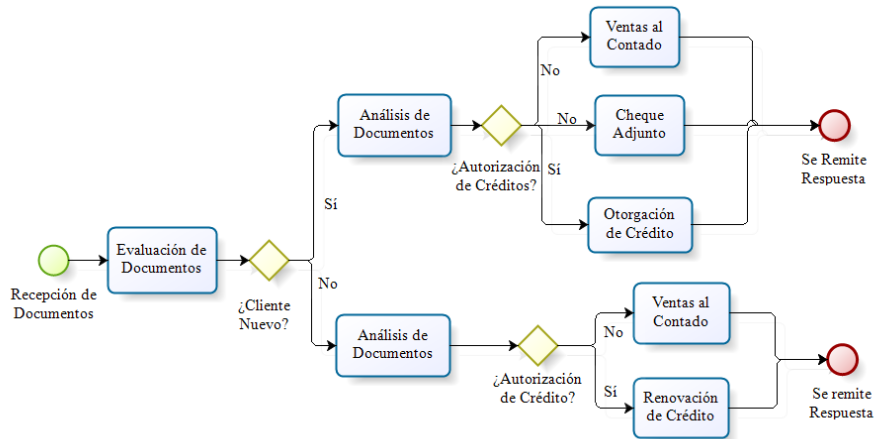 Recepción de
Documentos
Evaluación de
Documentos
¿Cliente
Nuevo?
Sí
Análisis de
Documentos
¿Autorización
de Créditos?
No
Ventas al
Contado
No
Cheque
Adjunto
Sí
Otorgación
de Crédito
Se Remite
Respuesta
No
Análisis de
Documentos
¿Autorización
de Crédito?
No
Ventas al
Contado
Sí
Renovación
de Crédito
Se remite
Respuesta